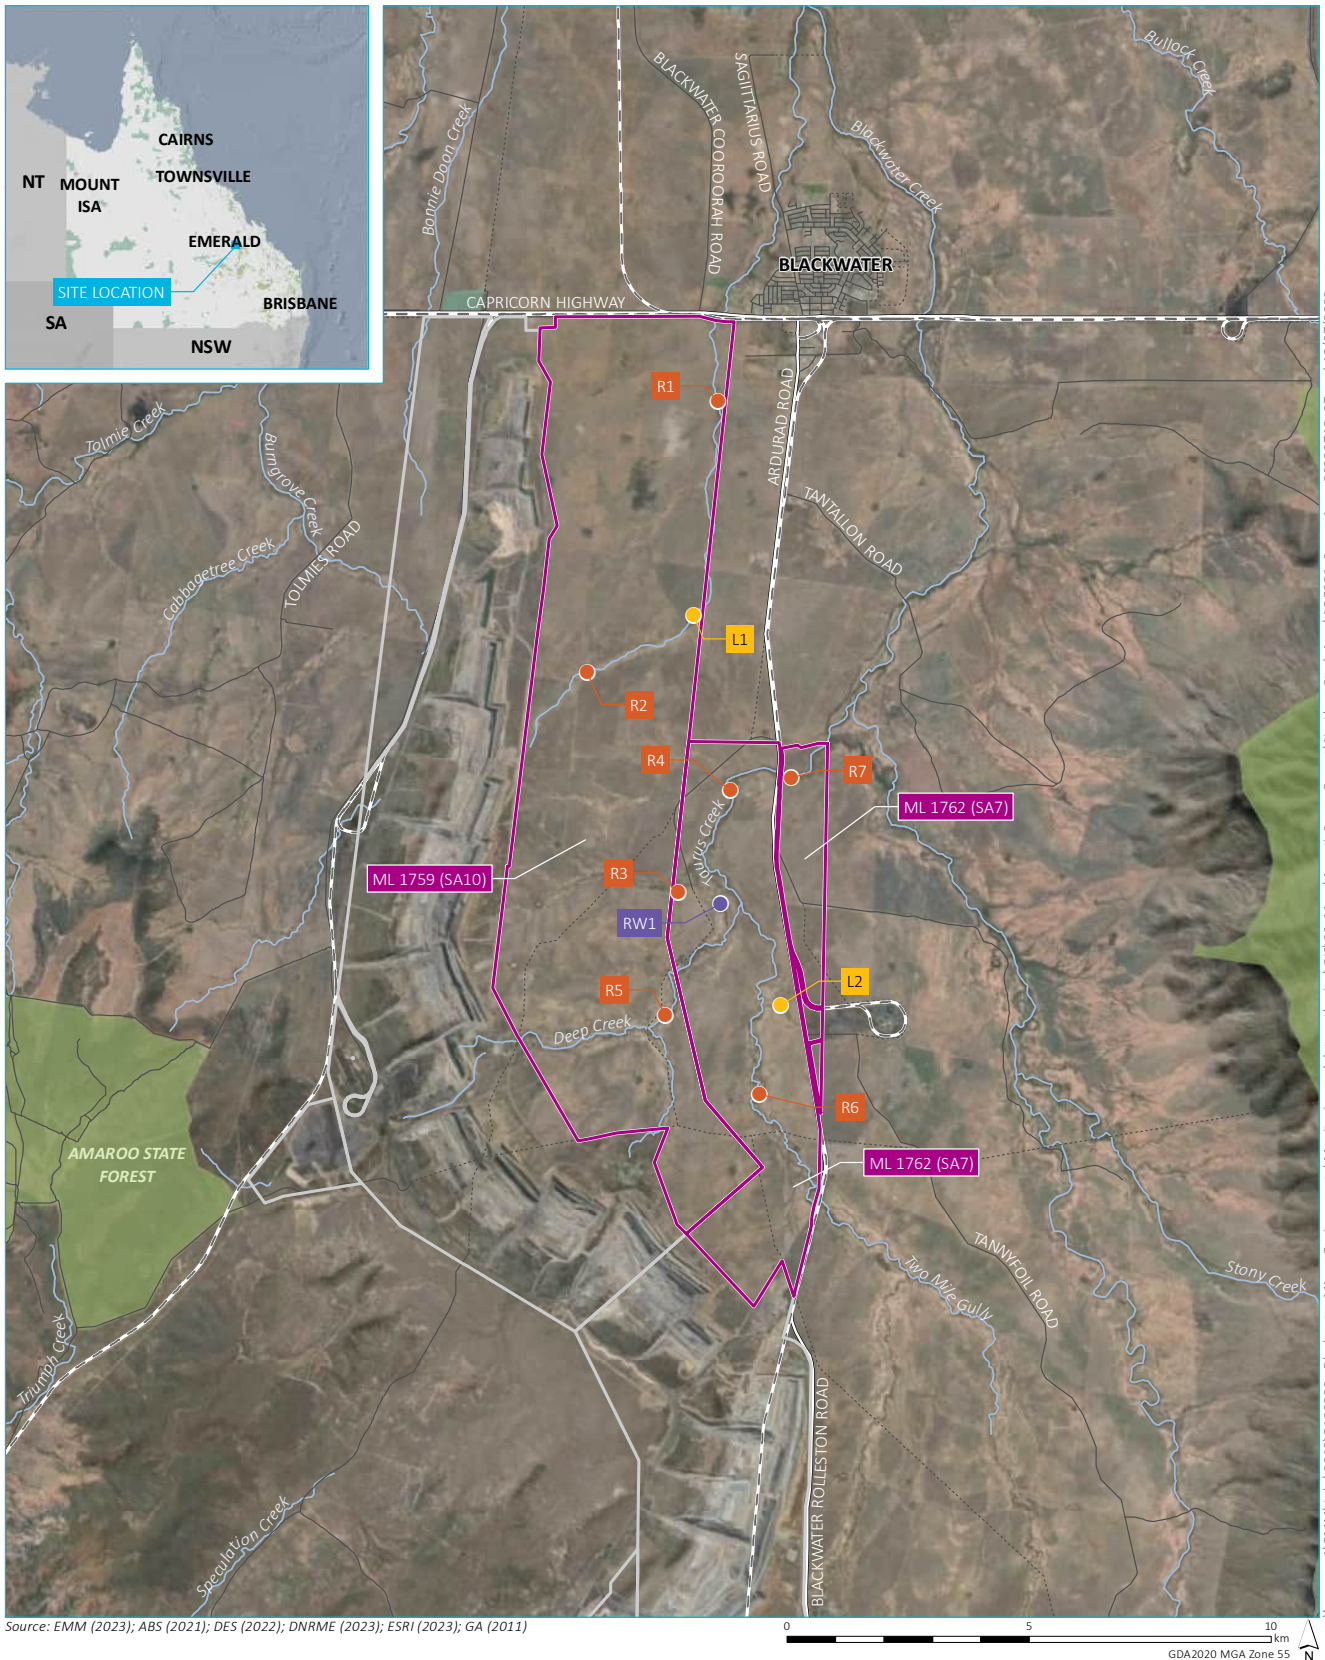 CAIRNS
NT
MOUNT
ISA
TOWNSVILLE
EMERALD
SITE LOCATION
BRISBANE
SA
NSW
Bonnie Doon Creek
BLACKWATER COOROORAH ROAD
SAGITTARIUS ROAD
Bullock Creek
Blackwater Creek
BLACKWATER
CAPRICORN HIGHWAY
R1
ARDURAD ROAD
Tolmie Creek
Burngrove Creek
Cabbagetree Creek
TOLMIES ROAD
TANTALLON ROAD
L1
R2
R4
R7
ML 1762 (SA7)
Taurus Creek
ML 1759 (SA10)
R3
RW1
R5
L2
Deep Creek
R6
AMAROO STATE
FOREST
ML 1762 (SA7)
Two Mile Gully
TANNYFOIL ROAD
Stony Creek
Triumph Creek
BLACKWATER ROLLESTON ROAD
Speculation Creek
Source: EMM (2023); ABS (2021); DES (2022); DNRME (2023); ESRI (2023); GA (2011)
0 5 10
km
GDA2020 MGA Zone 55
N